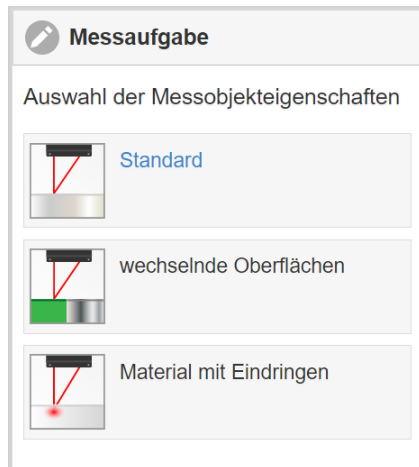 Messaufgabe
Auswahl der Messobjekteigenschaften
Standard
wechselnde Oberflächen
Material mit Eindringen